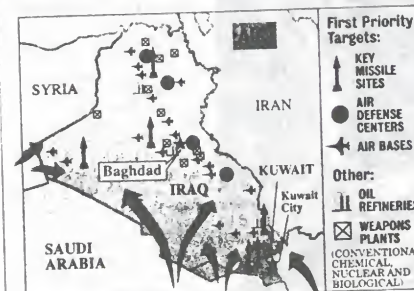 First Priority
Targets:
KEY
MISSILE
SITES
AIR
DEFENSE
CENTERS
AIR BASES
Other:
OIL
REFINERIES
WEAPONS
PLANTS
(CONVENTIONAL
CHEMICAL,
NUCLEAR AND
BIOLOGICAL)
SYRIA
IRAN
Baghdad
IRAQ
KUWAIT
Kuwait
City
SAUDI
ARABIA